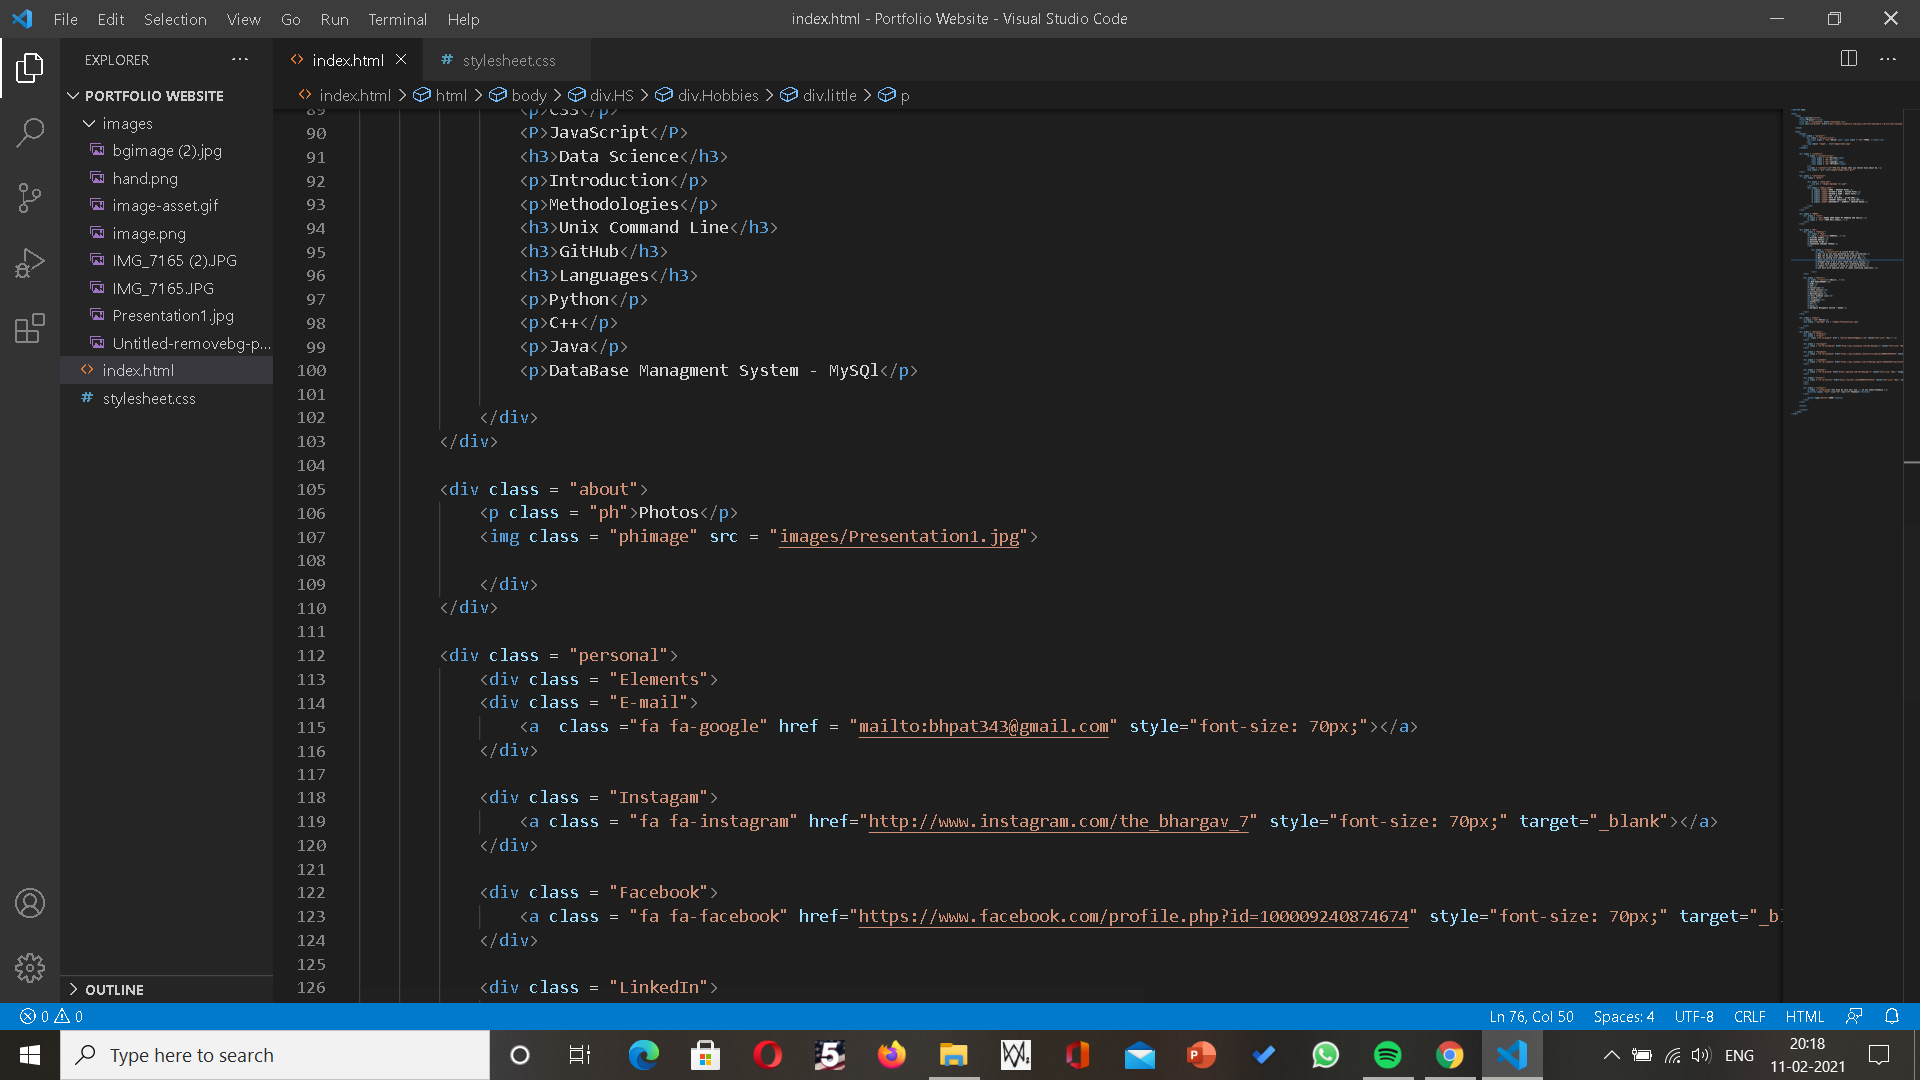 File Edit Selection View Go Run Terminal Help
index.html - Portfolio Website - Visual Studio Code
EXPLORER ···
index.html
# stylesheet.css
PORTFOLIO WEBSITE
index.html > html > body > div.HS > div.Hobbies > div.little > p
images
bgimage (2).jpg
hand.png
image-asset.gif
image.png
IMG_7165 (2).JPG
IMG_7165.JPG
Presentation1.jpg
Untitled-removebg-p...
index.html
# stylesheet.css
OUTLINE
89 <p>CSS</p>
90 <P>JavaScript</P>
91 <h3>Data Science</h3>
92 <p>Introduction</p>
93 <p>Methodologies</p>
94 <h3>Unix Command Line</h3>
95 <h3>GitHub</h3>
96 <h3>Languages</h3>
97 <p>Python</p>
98 <p>C++</p>
99 <p>Java</p>
100 <p>DataBase Managment System - MySQl</p>
101
102 </div>
103 </div>
104
105 <div class = "about">
106 <p class = "ph">Photos</p>
107 <img class = "phimage" src = "images/Presentation1.jpg">
108
109 </div>
110 </div>
111
112 <div class = "personal">
113 <div class = "Elements">
114 <div class = "E-mail">
115 <a  class ="fa fa-google" href = "mailto:bhpat343@gmail.com" style="font-size: 70px;"></a>
116 </div>
117
118 <div class = "Instagam">
119 <a class = "fa fa-instagram" href="http://www.instagram.com/the_bhargav_7" style="font-size: 70px;" target="_blank"></a>
120 </div>
121
122 <div class = "Facebook">
123 <a class = "fa fa-facebook" href="https://www.facebook.com/profile.php?id=100009240874674" style="font-size: 70px;" target="_bl
124 </div>
125
126 <div class = "LinkedIn">
0 0
Ln 76, Col 50 Spaces: 4 UTF-8 CRLF HTML
Type here to search
ENG
20:18
11-02-2021